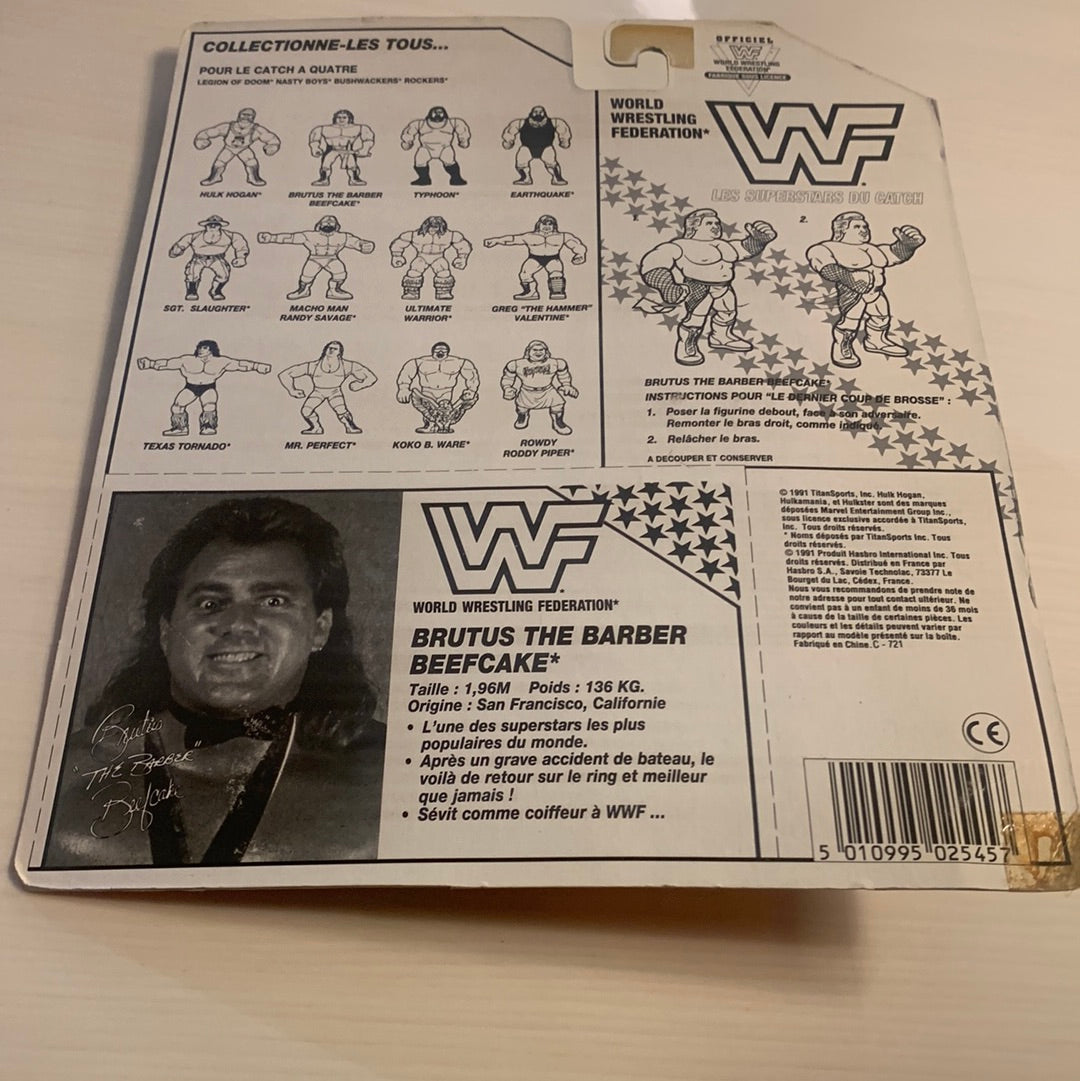 COLLECTIONNE-LES TOUS...
POUR LE CATCH A QUATRE
LEGION OF DOOM* NASTY BOYS* BUSHWACKERS* ROCKERS*
HULK HOGAN*
BRUTUS THE BARBER
BEEFCAKE*
TYPHOON*
EARTHQUAKE*
SGT. SLAUGHTER*
MACHO MAN
RANDY SAVAGE*
ULTIMATE
WARRIOR*
GREG "THE HAMMER"
VALENTINE*
TEXAS TORNADO*
MR. PERFECT*
KOKO B. WARE*
ROWDY
RODDY PIPER*
OFFICIEL
WF
WORLD WRESTLING
FEDERATION*
FABRIQUE SOUS LICENCE
WORLD
WRESTLING
FEDERATION*
WF
LES SUPERSTARS DU CATCH
1.
2.
BRUTUS THE BARBER BEEFCAKE*
INSTRUCTIONS POUR "LE DERNIER COUP DE BROSSE" :
1. Poser la figurine debout, face à son adversaire.
Remonter le bras droit, comme indiqué.
2. Relâcher le bras.
A DECOUPER ET CONSERVER
Brutus
"THE BARBER"
Beefcake
WF
WORLD WRESTLING FEDERATION*
BRUTUS THE BARBER
BEEFCAKE*
Taille : 1,96M Poids : 136 KG.
Origine : San Francisco, Californie
• L'une des superstars les plus
populaires du monde.
• Après un grave accident de bateau, le
voilà de retour sur le ring et meilleur
que jamais !
• Sévit comme coiffeur à WWF ...
© 1991 TitanSports, Inc. Hulk Hogan,
Hulkamania, et Hulkster sont des marques
déposées Marvel Entertainment Group Inc.,
sous licence exclusive accordée à TitanSports,
Inc. Tous droits réservés.
* Noms déposés par TitanSports Inc. Tous
droits réservés.
© 1991 Produit Hasbro International Inc. Tous
droits réservés. Distribué en France par
Hasbro S.A., Savoie Technolac, 73377 Le
Bourget du Lac, Cédex, France.
Nous vous recommandons de prendre note de
notre adresse pour tout contact ultérieur. Ne
convient pas à un enfant de moins de 36 mois
à cause de la taille de certaines pièces. Les
couleurs et les détails peuvent varier par
rapport au modèle présenté sur la boîte.
Fabriqué en Chine. C - 721
CE
5 010995 025457